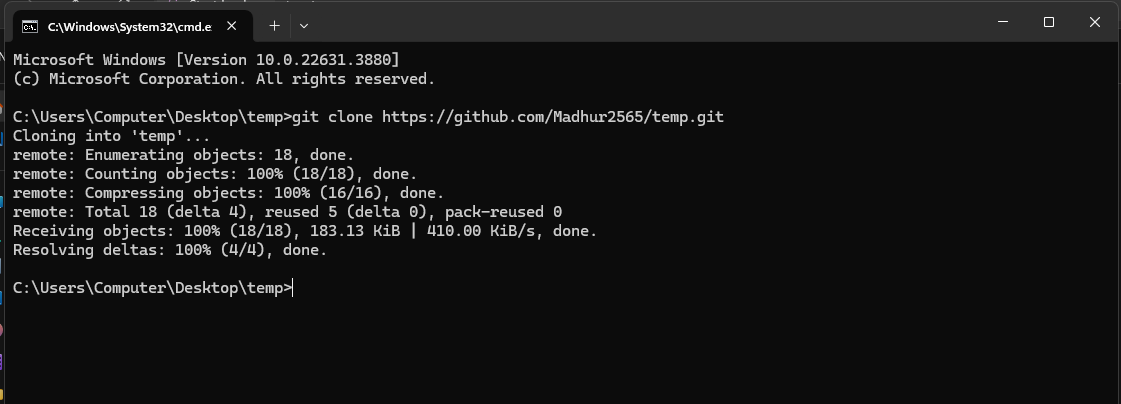 C:\Windows\System32\cmd.e
Microsoft Windows [Version 10.0.22631.3880]
(c) Microsoft Corporation. All rights reserved.
C:\Users\Computer\Desktop\temp>git clone https://github.com/Madhur2565/temp.git
Cloning into 'temp'...
remote: Enumerating objects: 18, done.
remote: Counting objects: 100% (18/18), done.
remote: Compressing objects: 100% (16/16), done.
remote: Total 18 (delta 4), reused 5 (delta 0), pack-reused 0
Receiving objects: 100% (18/18), 183.13 KiB | 410.00 KiB/s, done.
Resolving deltas: 100% (4/4), done.
C:\Users\Computer\Desktop\temp>